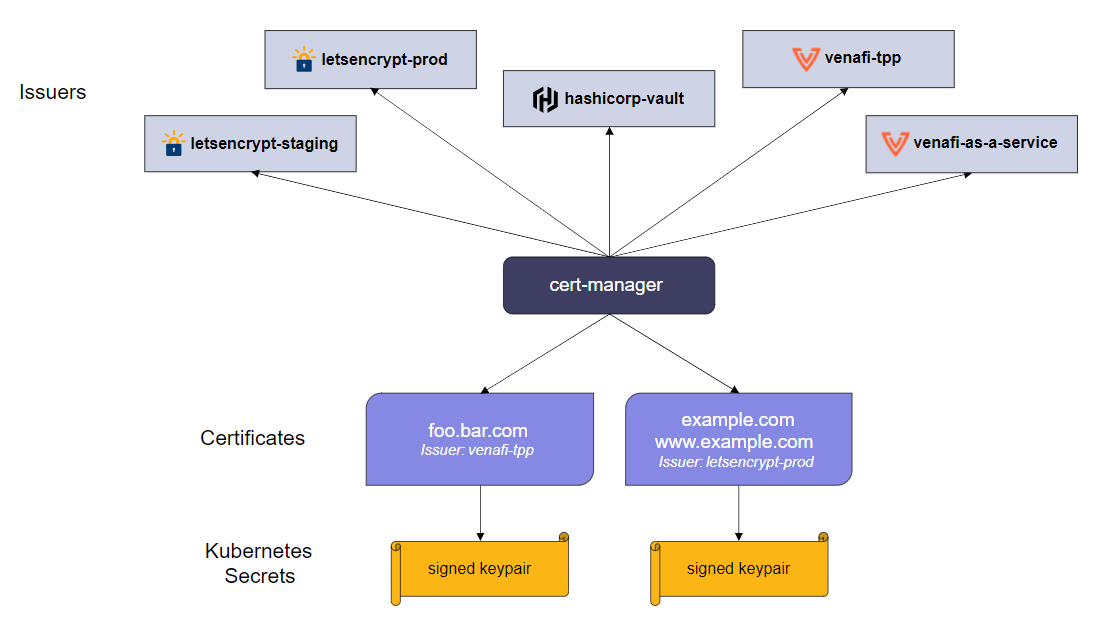 Issuers
letsencrypt-prod
letsencrypt-staging
hashicorp-vault
venafi-tpp
venafi-as-a-service
cert-manager
Certificates
foo.bar.com
Issuer: venafi-tpp
example.com
www.example.com
Issuer: letsencrypt-prod
Kubernetes
Secrets
signed keypair
signed keypair